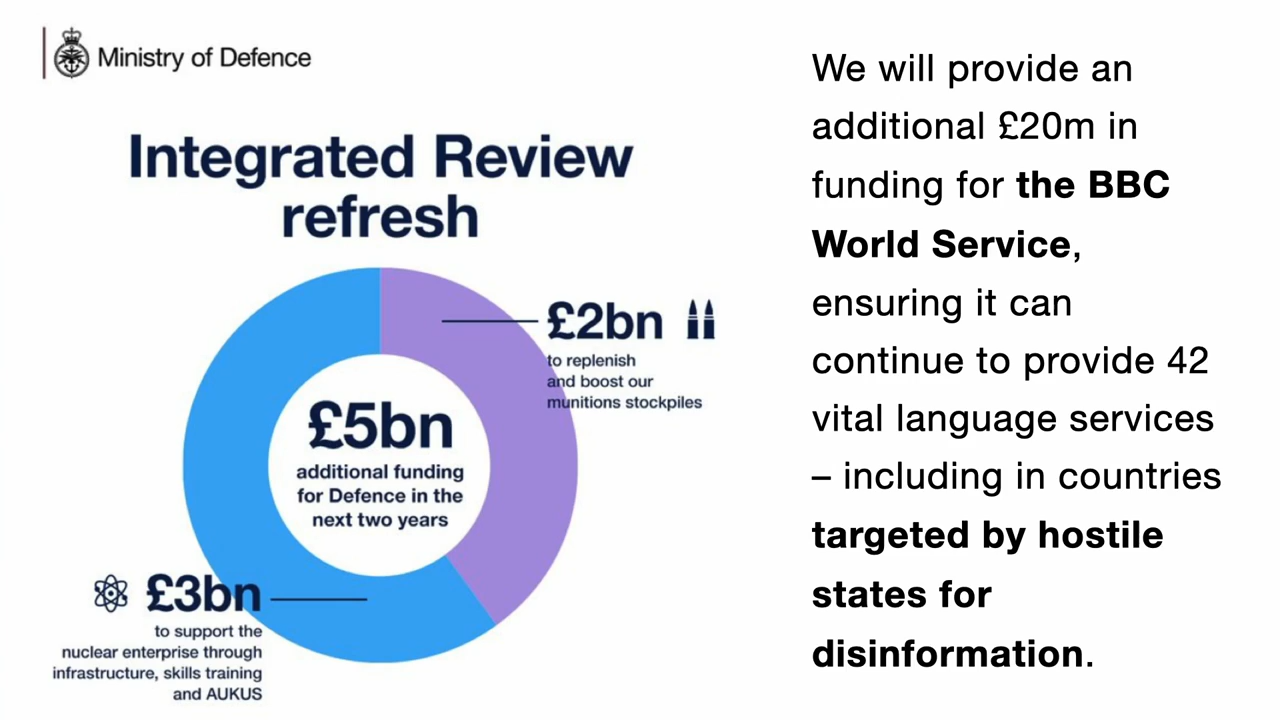 Ministry of Defence
Integrated Review
refresh
£2bn
to replenish
and boost our
munitions stockpiles
£5bn
additional funding
for Defence in the
next two years
£3bn
to support the
nuclear enterprise through
infrastructure, skills training
and AUKUS
We will provide an
additional £20m in
funding for the BBC
World Service,
ensuring it can
continue to provide 42
vital language services
– including in countries
targeted by hostile
states for
disinformation.